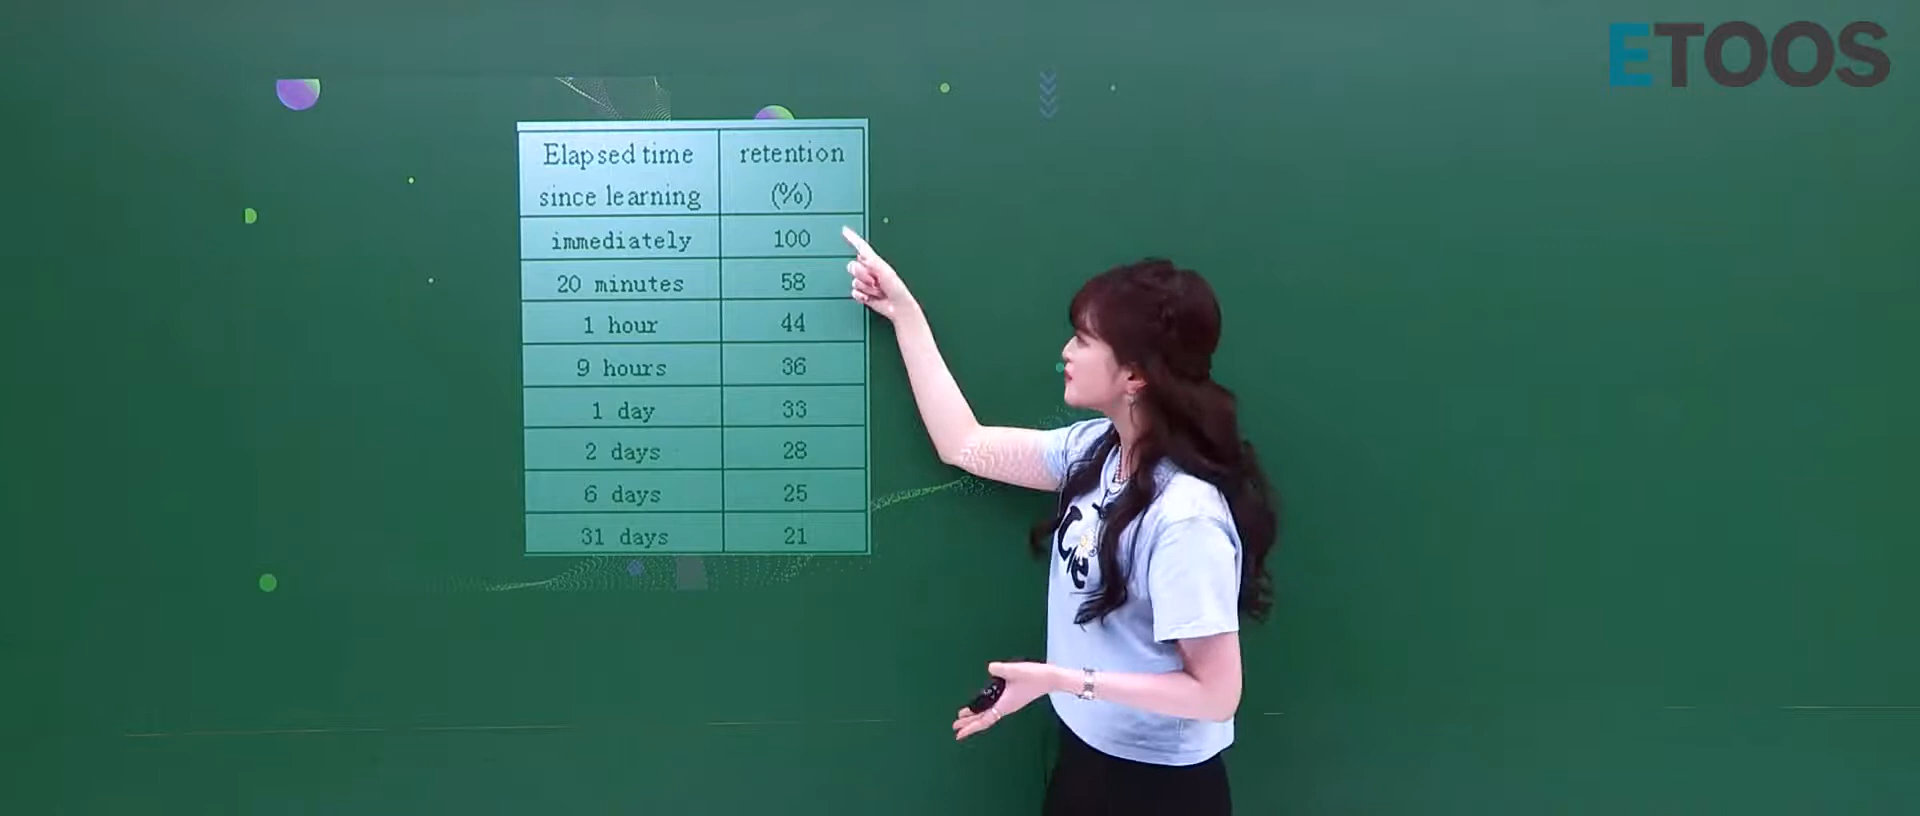 ETOOS
Elapsed time
since learning
retention
(%)
immediately 100
20 minutes 58
1 hour 44
9 hours 36
1 day 33
2 days 28
6 days 25
31 days 21